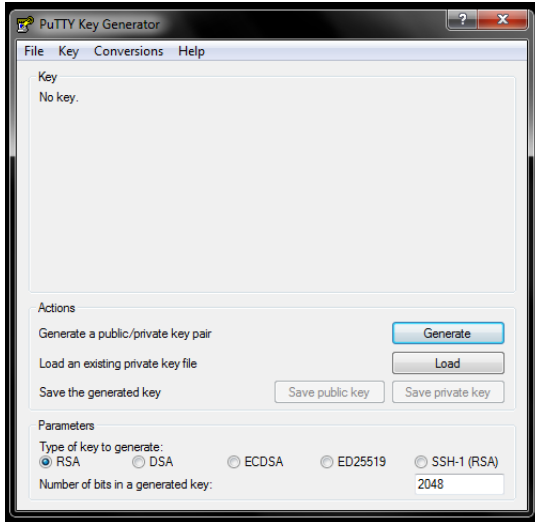 PuTTY Key Generator
?
X
File Key Conversions Help
Key
No key.
Actions
Generate a public/private key pair Generate
Load an existing private key file Load
Save the generated key Save public key Save private key
Parameters
Type of key to generate:
RSA DSA ECDSA ED25519 SSH-1 (RSA)
Number of bits in a generated key: 2048